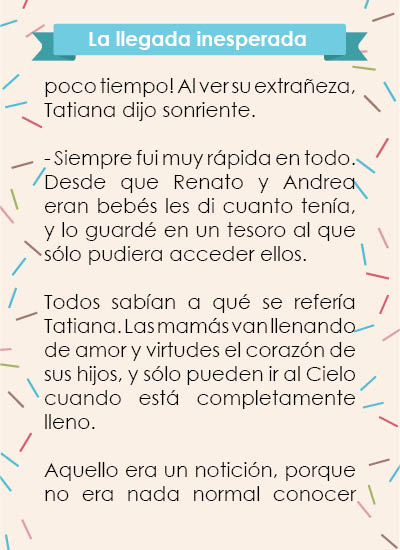 La llegada inesperada
poco tiempo! Al ver su extrañeza,
Tatiana dijo sonriente.
- Siempre fui muy rápida en todo.
Desde que Renato y Andrea
eran bebés les di cuanto tenía,
y lo guardé en un tesoro al que
sólo pudiera acceder ellos.
Todos sabían a qué se refería
Tatiana. Las mamás van llenando
de amor y virtudes el corazón de
sus hijos, y sólo pueden ir al Cielo
cuando está completamente
lleno.
Aquello era un notición, porque
no era nada normal conocer